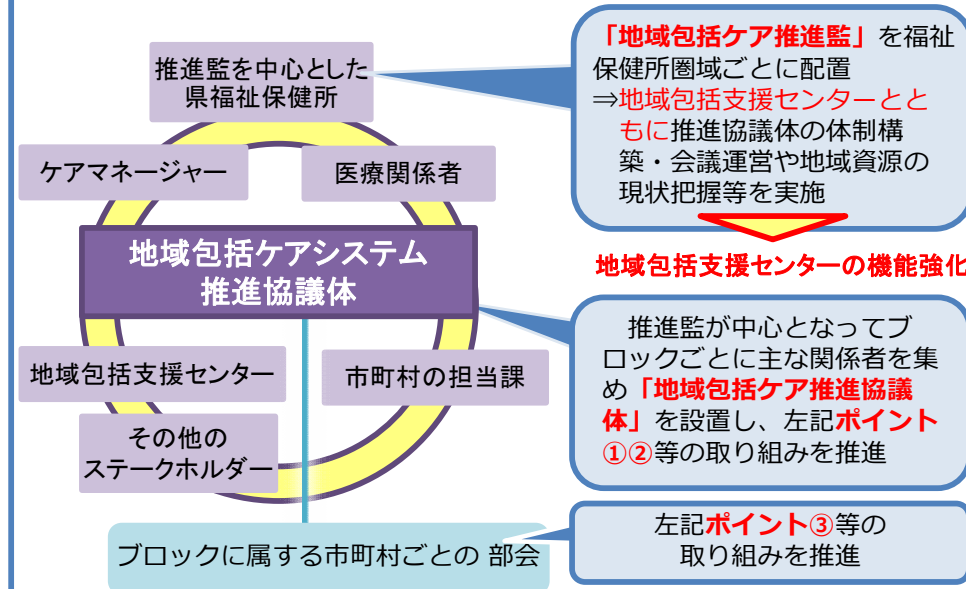 推進監を中心とした
県福祉保健所
ケアマネージャー
医療関係者
地域包括ケアシステム
推進協議体
地域包括支援センター
市町村の担当課
その他の
ステークホルダー
ブロックに属する市町村ごとの 部会
「地域包括ケア推進監」を福祉
保健所圏域ごとに配置
⇒地域包括支援センターとと
もに推進協議体の体制構
築・会議運営や地域資源の
現状把握等を実施
地域包括支援センターの機能強化
推進監が中心となってブ
ロックごとに主な関係者を集
め「地域包括ケア推進協議
体」を設置し、左記ポイント
①②等の取り組みを推進
左記ポイント③等の
取り組みを推進